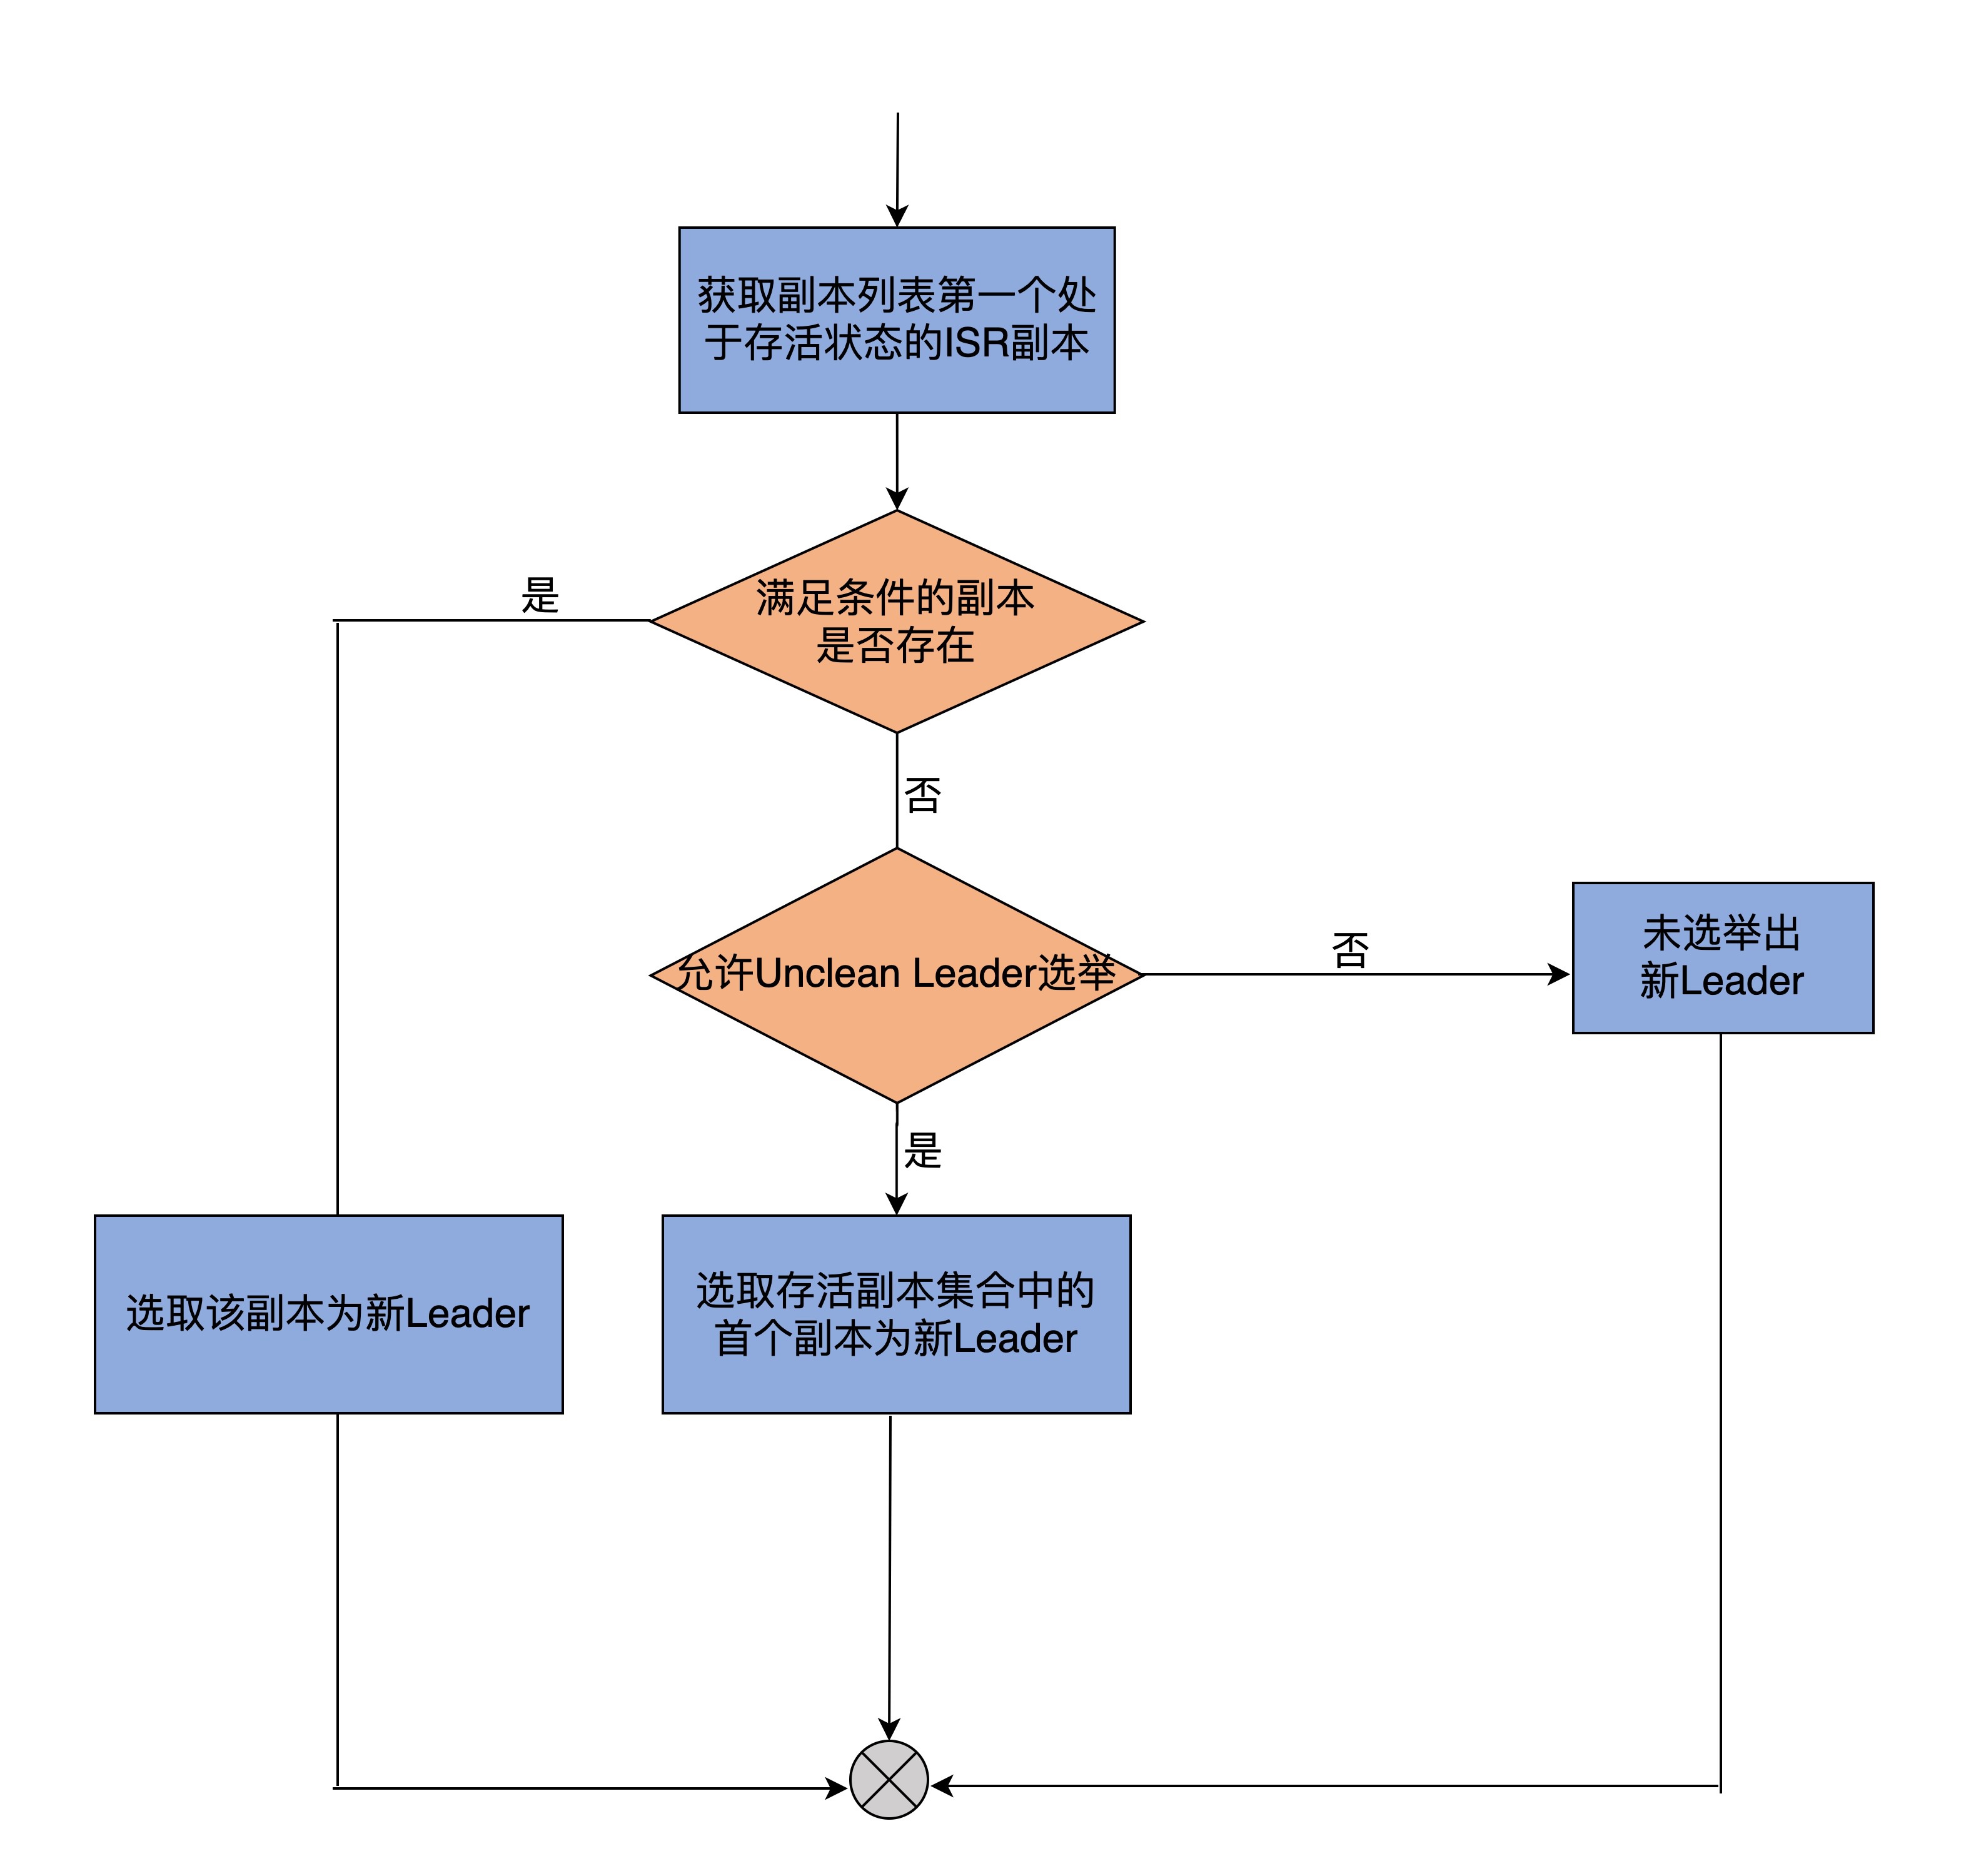 获取副本列表第一个处
于存活状态的ISR副本
是
满足条件的副本
是否存在
否
允许Unclean Leader选举
否
未选举出
新Leader
是
选取该副本为新Leader
选取存活副本集合中的
首个副本为新Leader